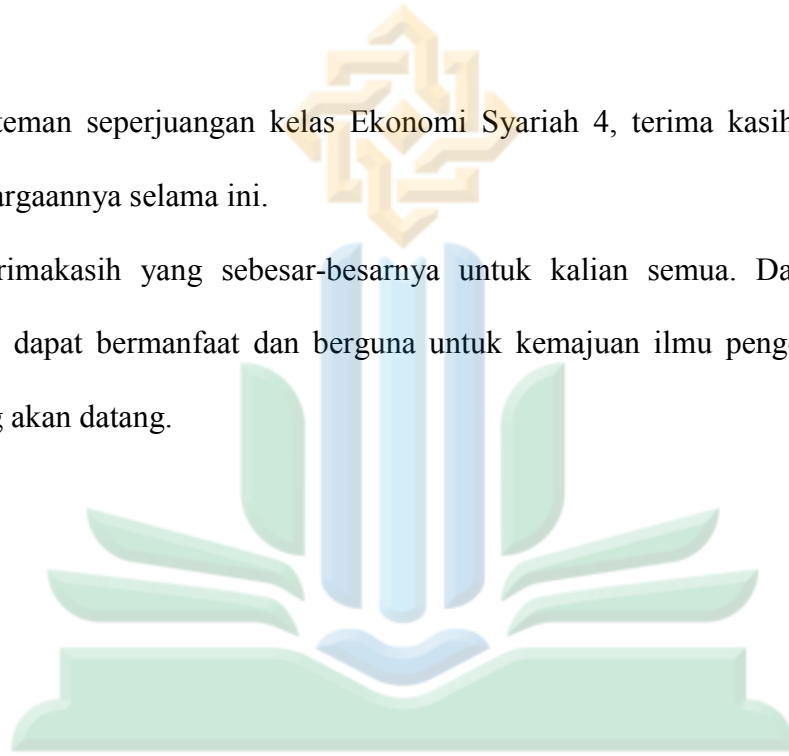 teman seperjuangan kelas Ekonomi Syariah 4, terima kasih
argaannya selama ini.
rimakasih yang sebesar-besarnya untuk kalian semua. Da
dapat bermanfaat dan berguna untuk kemajuan ilmu peng
akan datang.